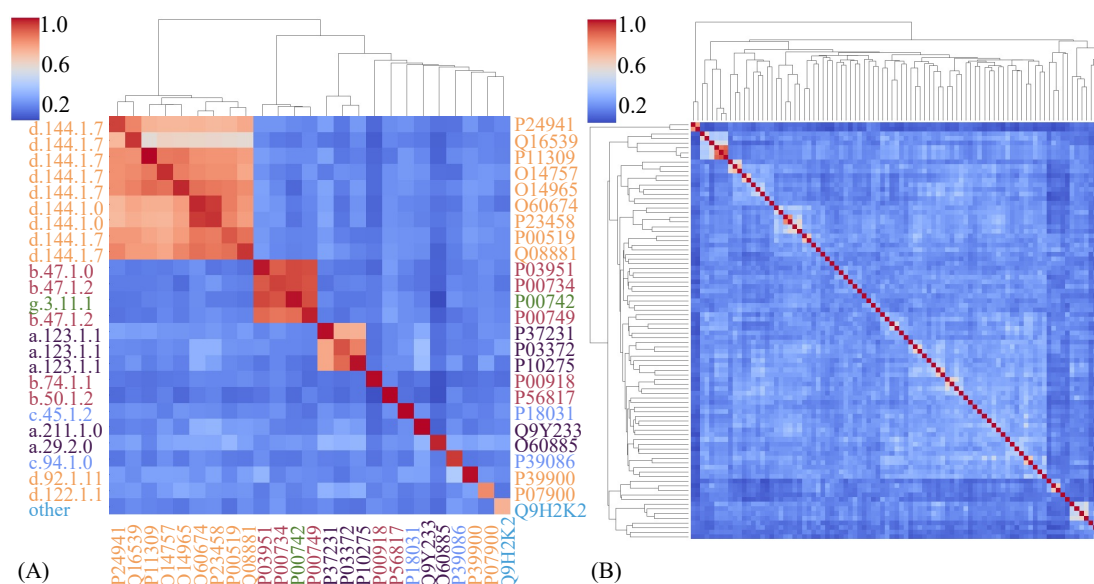 1.0
0.6
0.2
d.144.1.7 P24941
d.144.1.7 Q16539
d.144.1.7 P11309
d.144.1.7 O14757
d.144.1.7 O14965
d.144.1.0 O60674
d.144.1.0 P23458
d.144.1.7 P00519
d.144.1.7 Q08881
b.47.1.0 P03951
b.47.1.2 P00734
g.3.11.1 P00742
b.47.1.2 P00749
a.123.1.1 P37231
a.123.1.1 P03372
a.123.1.1 P10275
b.74.1.1 P00918
b.50.1.2 P56817
c.45.1.2 P18031
a.211.1.0 Q9Y233
a.29.2.0 O60885
c.94.1.0 P39086
d.92.1.11 P39900
d.122.1.1 P07900
other Q9H2K2
P24941
Q16539
P11309
O14757
O14965
O60674
P23458
P00519
Q08881
P03951
P00734
P00742
P00749
P37231
P03372
P10275
P00918
P56817
P18031
Q9Y233
O60885
P39086
P39900
P07900
Q9H2K2
(A)
1.0
0.6
0.2
(B)